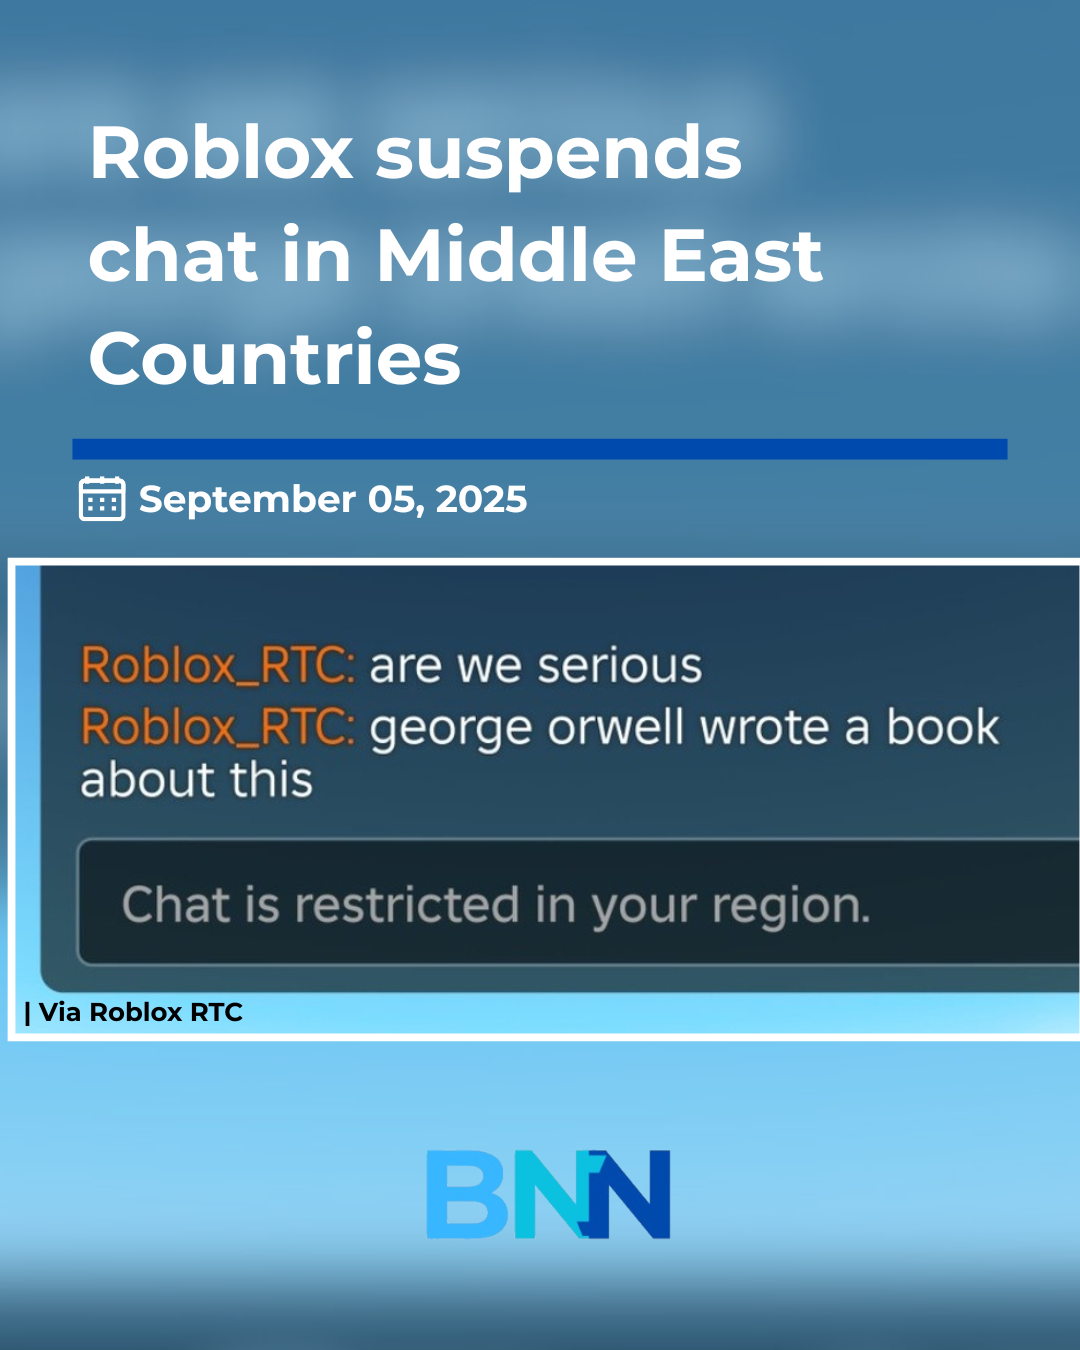 Roblox suspends
chat in Middle East
Countries
September 05, 2025
Roblox_RTC: are we serious
Roblox_RTC: george orwell wrote a book
about this
Chat is restricted in your region.
| Via Roblox RTC
BNN